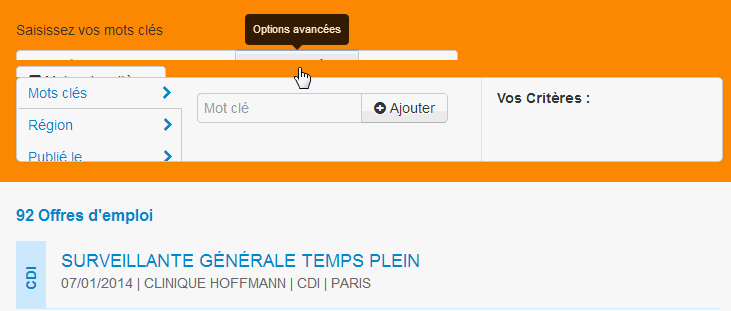 Saisissez vos mots clés
Options avancées
Mots clés
Région
Publié le
Mot clé
Ajouter
Vos Critères :
92 Offres d'emploi
CDI
SURVEILLANTE GÉNÉRALE TEMPS PLEIN
07/01/2014 | CLINIQUE HOFFMANN | CDI | PARIS